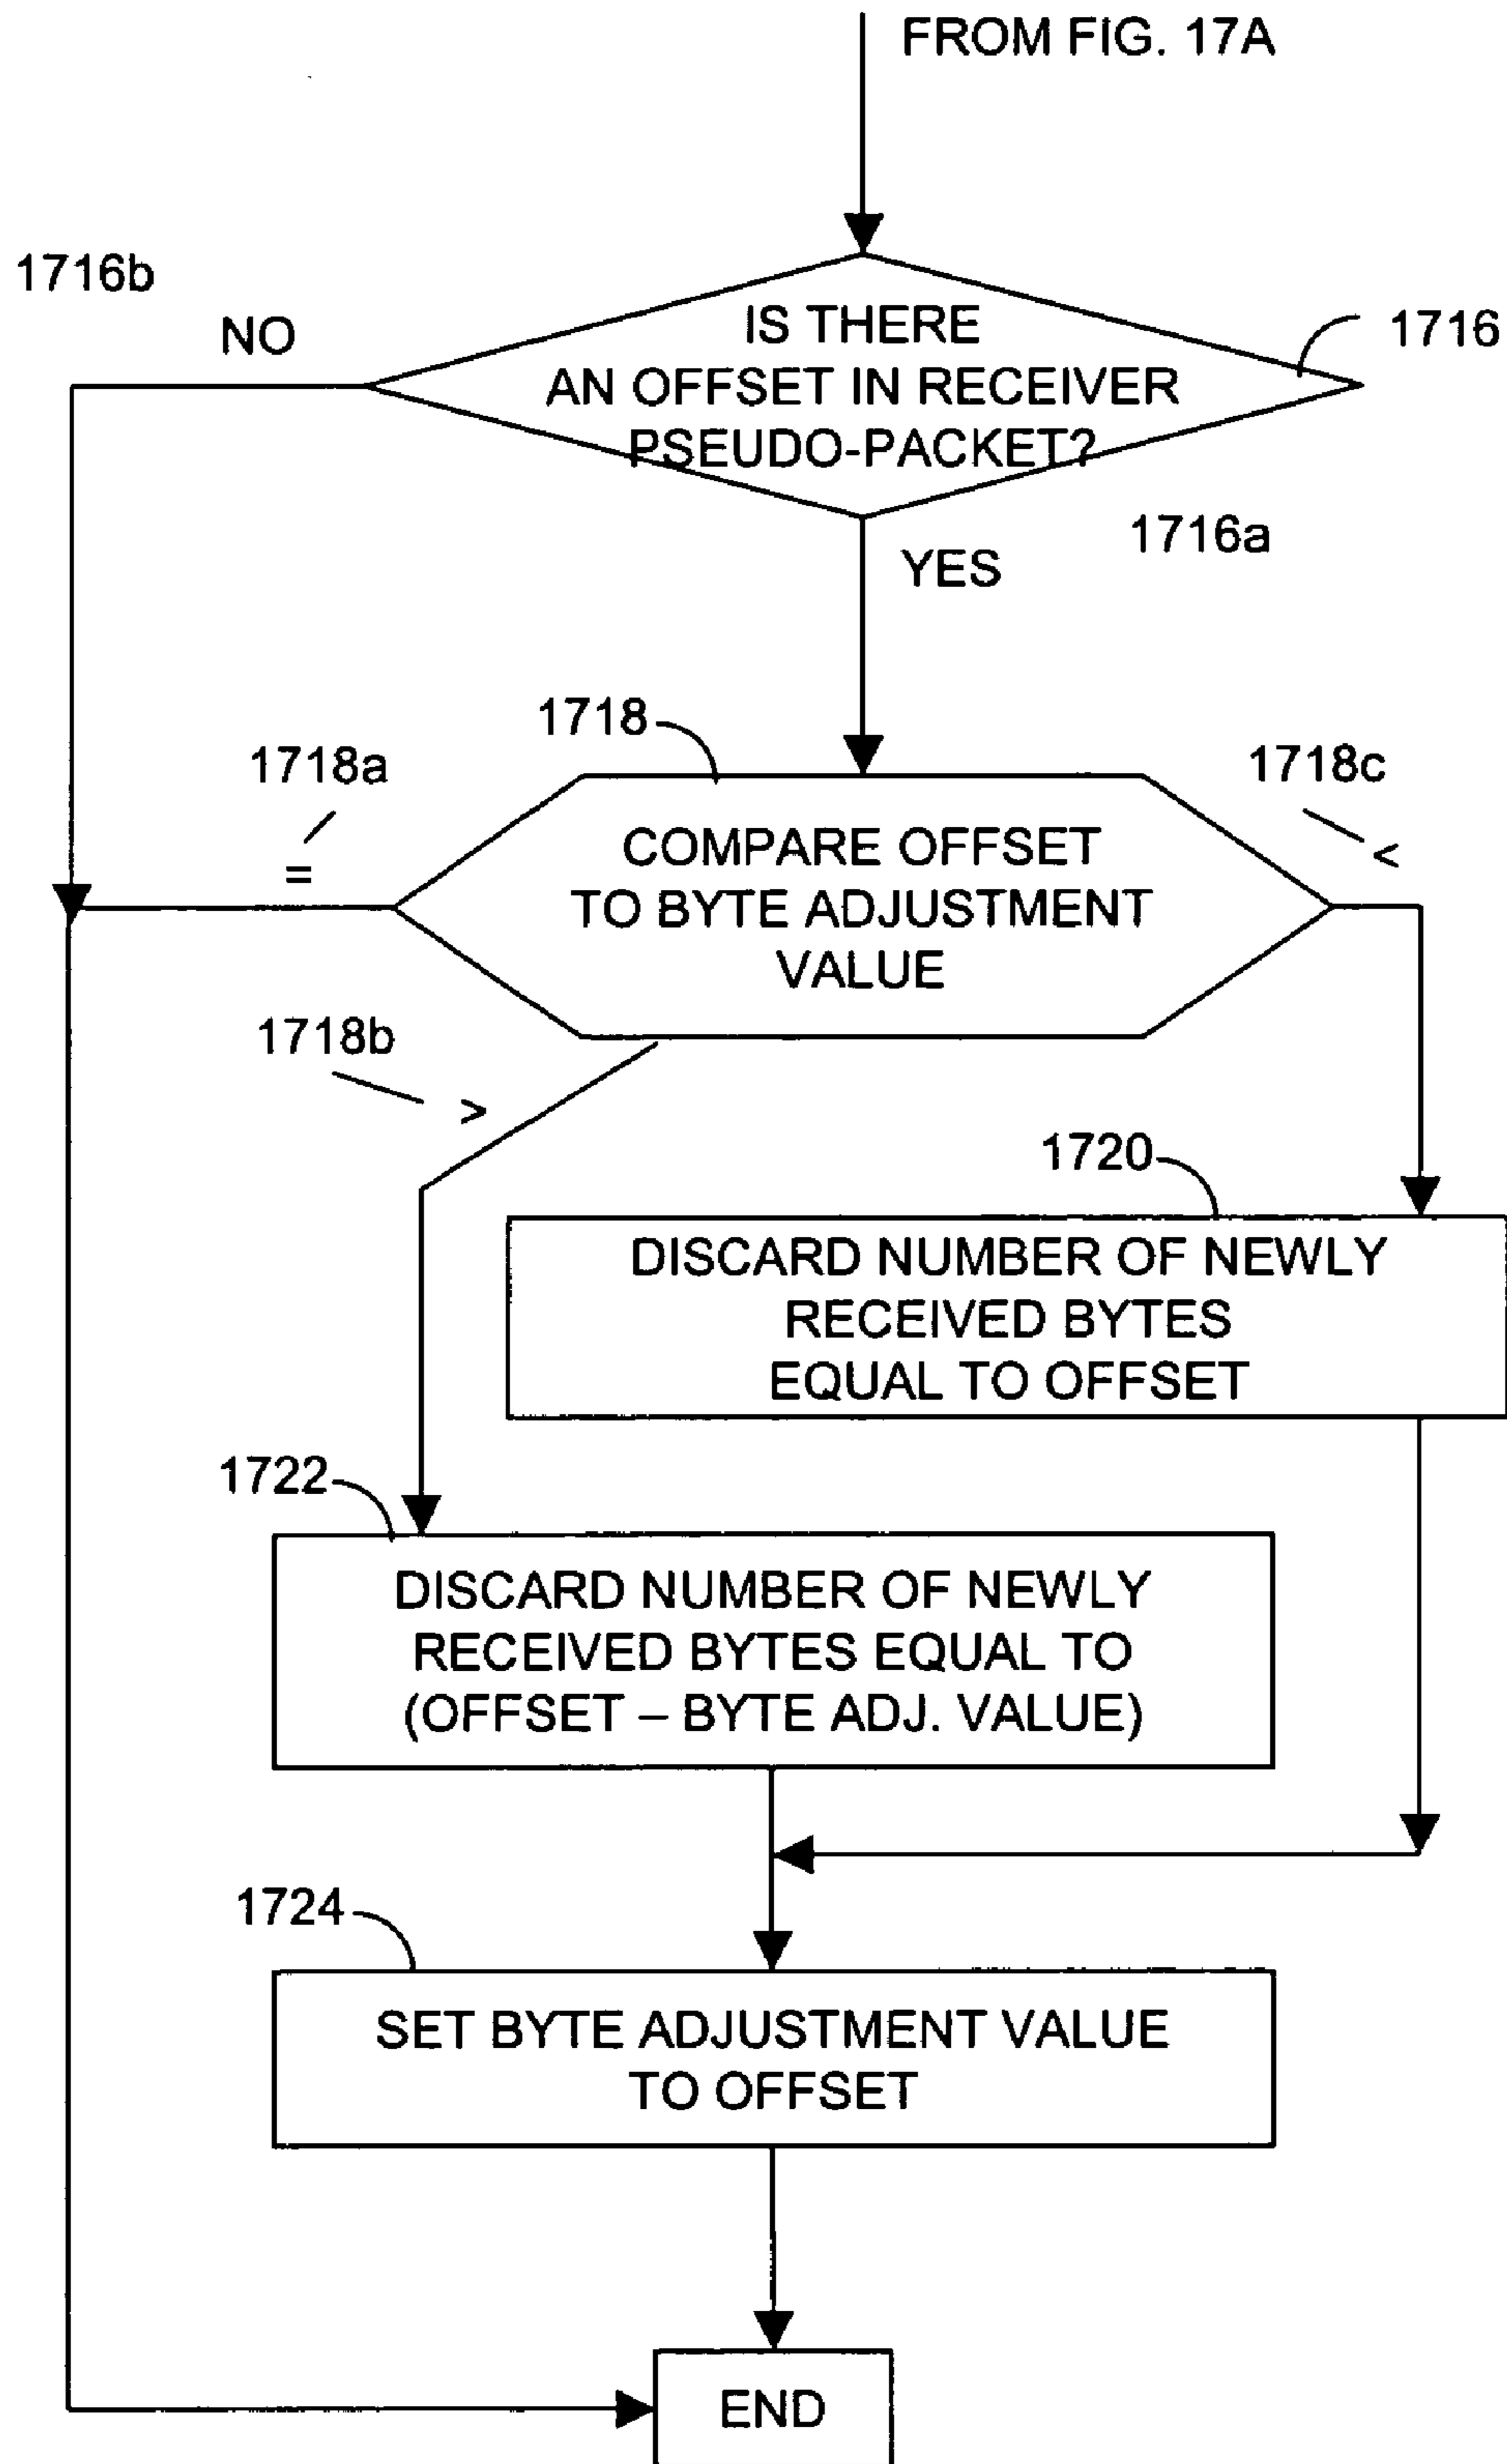 FROM FIG. 17A
1716b
NO
IS THERE
AN OFFSET IN RECEIVER
PSEUDO-PACKET?
1716
1716a
YES
1718
1718a
=
1718c
<
COMPARE OFFSET
TO BYTE ADJUSTMENT
VALUE
1718b
>
1720
DISCARD NUMBER OF NEWLY
RECEIVED BYTES
EQUAL TO OFFSET
1722
DISCARD NUMBER OF NEWLY
RECEIVED BYTES EQUAL TO
(OFFSET – BYTE ADJ. VALUE)
1724
SET BYTE ADJUSTMENT VALUE
TO OFFSET
END